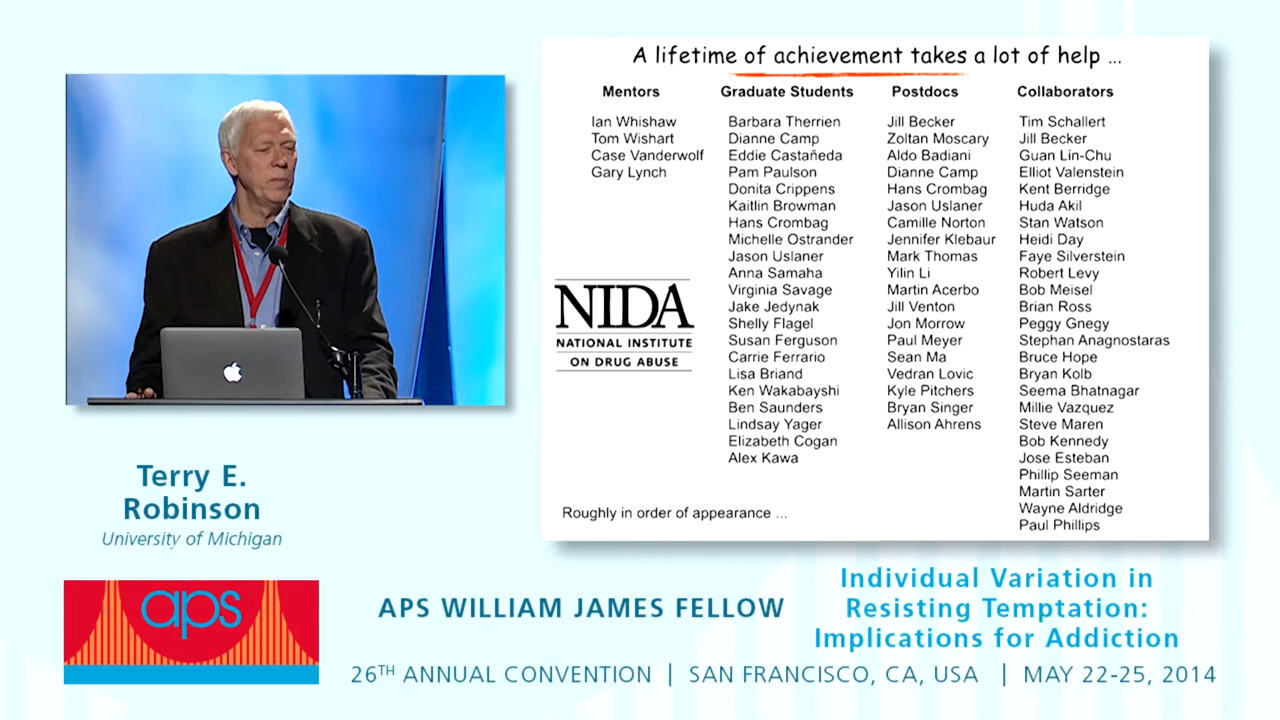 A lifetime of achievement takes a lot of help ...
Mentors
Ian Whishaw
Tom Wishart
Case Vanderwolf
Gary Lynch
NIDA
NATIONAL INSTITUTE
ON DRUG ABUSE
Graduate Students
Barbara Therrien
Dianne Camp
Eddie Castañeda
Pam Paulson
Donita Crippens
Kaitlin Browman
Hans Crombag
Michelle Ostrander
Jason Uslaner
Anna Samaha
Virginia Savage
Jake Jedynak
Shelly Flagel
Susan Ferguson
Carrie Ferrario
Lisa Briand
Ken Wakabayshi
Ben Saunders
Lindsay Yager
Elizabeth Cogan
Alex Kawa
Postdocs
Jill Becker
Zoltan Moscary
Aldo Badiani
Dianne Camp
Hans Crombag
Jason Uslaner
Camille Norton
Jennifer Klebaur
Mark Thomas
Yilin Li
Martin Acerbo
Jill Venton
Jon Morrow
Paul Meyer
Sean Ma
Vedran Lovic
Kyle Pitchers
Bryan Singer
Allison Ahrens
Collaborators
Tim Schallert
Jill Becker
Guan Lin-Chu
Elliot Valenstein
Kent Berridge
Huda Akil
Stan Watson
Heidi Day
Faye Silverstein
Robert Levy
Bob Meisel
Brian Ross
Peggy Gnegy
Stephan Anagnostaras
Bruce Hope
Bryan Kolb
Seema Bhatnagar
Millie Vazquez
Steve Maren
Bob Kennedy
Jose Esteban
Phillip Seeman
Martin Sarter
Wayne Aldridge
Paul Phillips
Roughly in order of appearance ...
Terry E.
Robinson
University of Michigan
aps
APS WILLIAM JAMES FELLOW
Individual Variation in
Resisting Temptation:
Implications for Addiction
26TH ANNUAL CONVENTION | SAN FRANCISCO, CA, USA | MAY 22-25, 2014